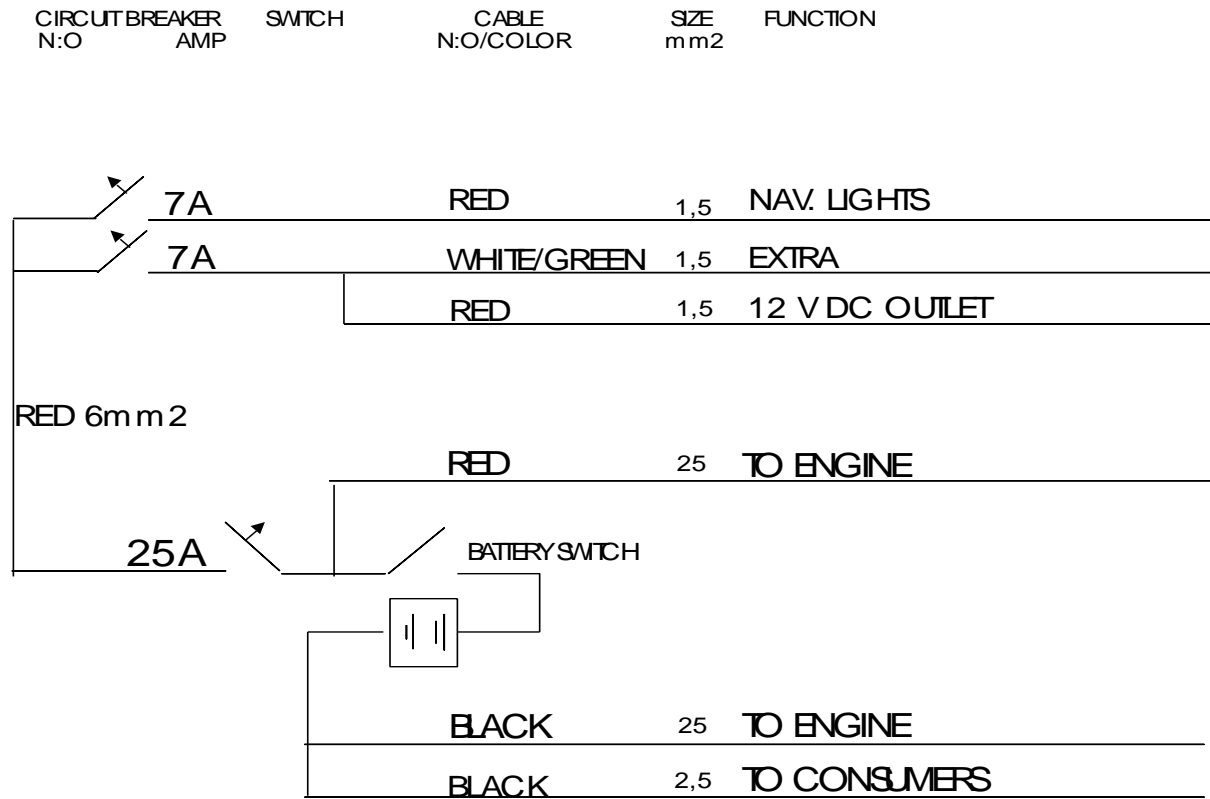 CIRCUIT BREAKER SWITCH CABLE SIZE FUNCTION
N:O AMP N:O/COLOR mm2
7A RED 1,5 NAV. LIGHTS
7A WHITE/GREEN 1,5 EXTRA
RED 1,5 12 V DC OUTLET
RED 6mm2
RED 25 TO ENGINE
25A BATTERY SWITCH
BLACK 25 TO ENGINE
BLACK 2,5 TO CONSUMERS